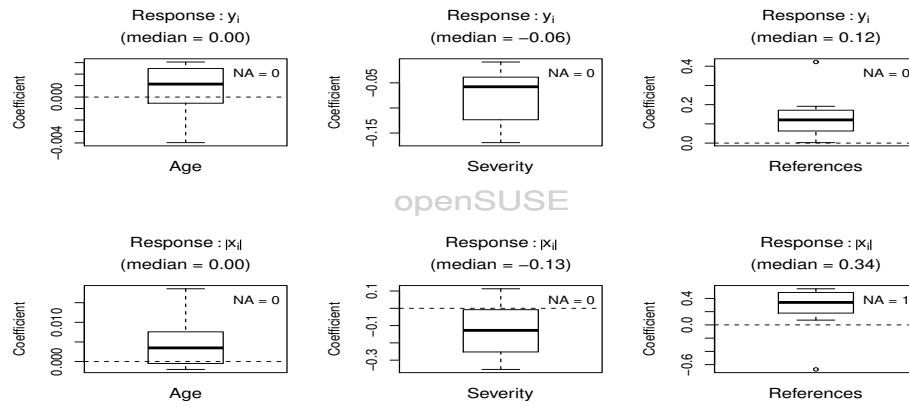 Response : yi
(median = 0.00)
Response : yi
(median = −0.06)
Response : yi
(median = 0.12)
Coefficient
0.000
−0.004
NA = 0
Age
Coefficient
−0.05
−0.15
NA = 0
Severity
Coefficient
0.4
0.2
0.0
NA = 0
References
openSUSE
Response : |xi|
(median = 0.00)
Response : |xi|
(median = −0.13)
Response : |xi|
(median = 0.34)
Coefficient
0.010
0.000
NA = 0
Age
Coefficient
0.1
−0.1
−0.3
NA = 0
Severity
Coefficient
0.4
0.0
−0.6
NA = 1
References